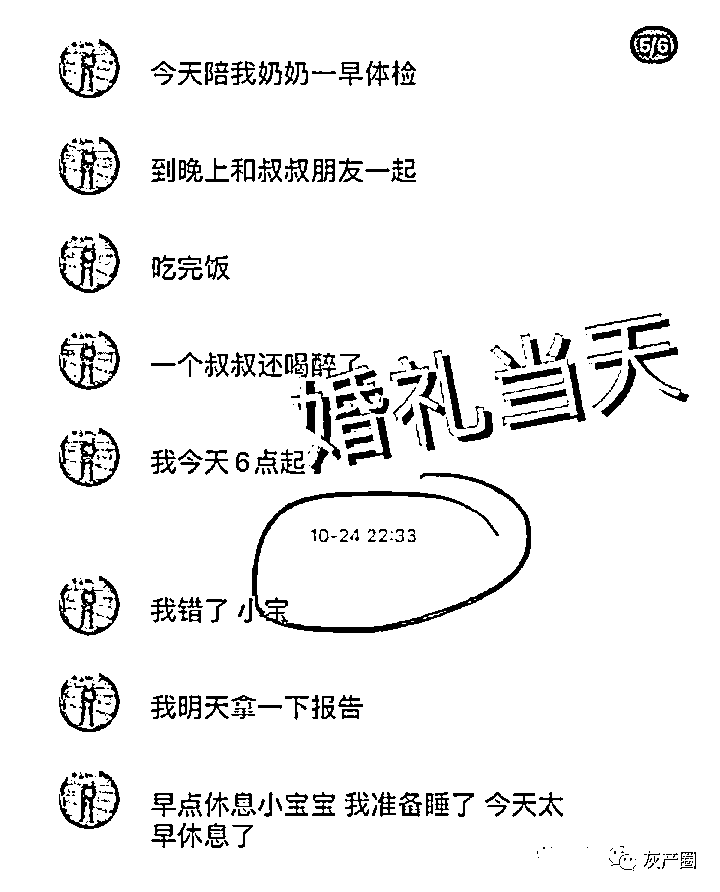 5/6
今天陪我奶奶一早体检
到晚上和叔叔朋友一起
吃完饭
一个叔叔还喝醉了
婚礼当天
我今天6点起
10-24 22:33
我错了 小宝
我明天拿一下报告
早点休息小宝宝 我准备睡了 今天太
早休息了
灰产圈